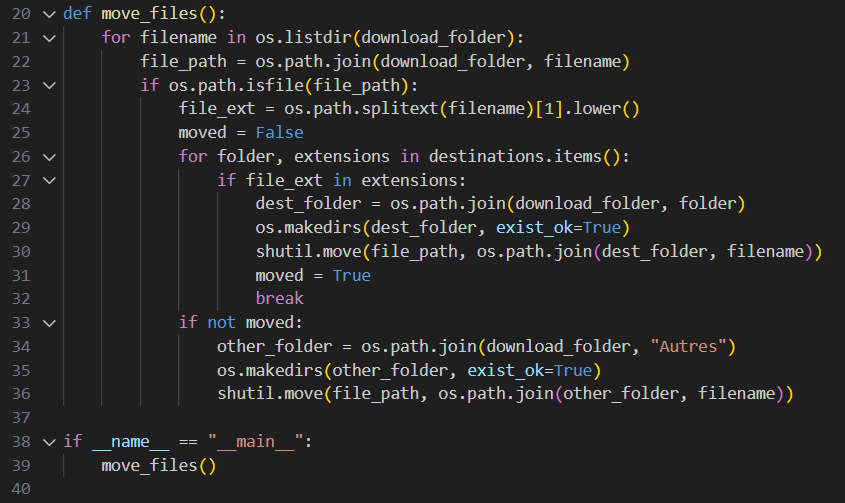 20 def move_files():
21     for filename in os.listdir(download_folder):
22         file_path = os.path.join(download_folder, filename)
23         if os.path.isfile(file_path):
24             file_ext = os.path.splitext(filename)[1].lower()
25             moved = False
26             for folder, extensions in destinations.items():
27                 if file_ext in extensions:
28                     dest_folder = os.path.join(download_folder, folder)
29                     os.makedirs(dest_folder, exist_ok=True)
30                     shutil.move(file_path, os.path.join(dest_folder, filename))
31                     moved = True
32                     break
33             if not moved:
34                 other_folder = os.path.join(download_folder, "Autres")
35                 os.makedirs(other_folder, exist_ok=True)
36                 shutil.move(file_path, os.path.join(other_folder, filename))
37
38 if __name__ == "__main__":
39     move_files()
40